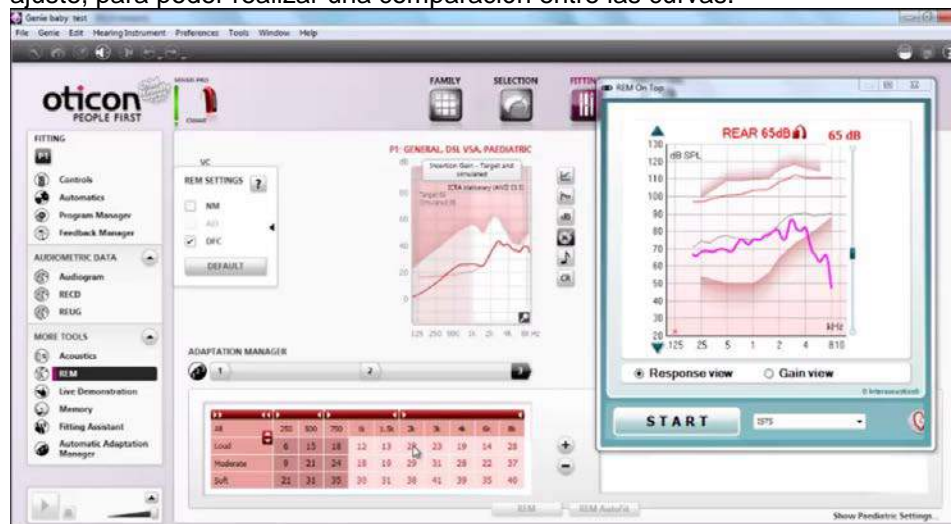 ajuste, para poder realizar una comparación entre las curvas.
Genie baby test
File Genie Edit Hearing Instrument Preferences Tools Window Help
oticon
PEOPLE FIRST
SENSEI PRO
FAMILY SELECTION FITTING
FITTING
P1
Controls
Automatics
Program Manager
Feedback Manager
AUDIOMETRIC DATA
Audiogram
RECD
REUG
MORE TOOLS
Acoustics
REM
Live Demonstration
Memory
Fitting Assistant
Automatic Adaptation
Manager
VC
REM SETTINGS ?
NM
DFC
DEFAULT
P1: GENERAL, DSL VSA, PAEDIATRIC
Insertion Gain - Target and
simulated
CR
ADAPTATION MANAGER
1 2 3
All 250 500 750 1k 1.5k 2k 3k 4k 6k 8k
Loud 6 15 18 12 13 23 19 14 28
Moderate 9 21 24 18 19 29 31 28 22 37
Soft 21 31 35 30 31 38 41 39 35 40
+
-
REM REM AutoFit
Show Paediatric Settings...
REM On Top
REAR 65dB 65 dB
dB SPL
130
120
110
100
90
80
70
60
50
40
30
20
kHz
.125 25 5 1 2 4 810
Response view Gain view
START ISTS